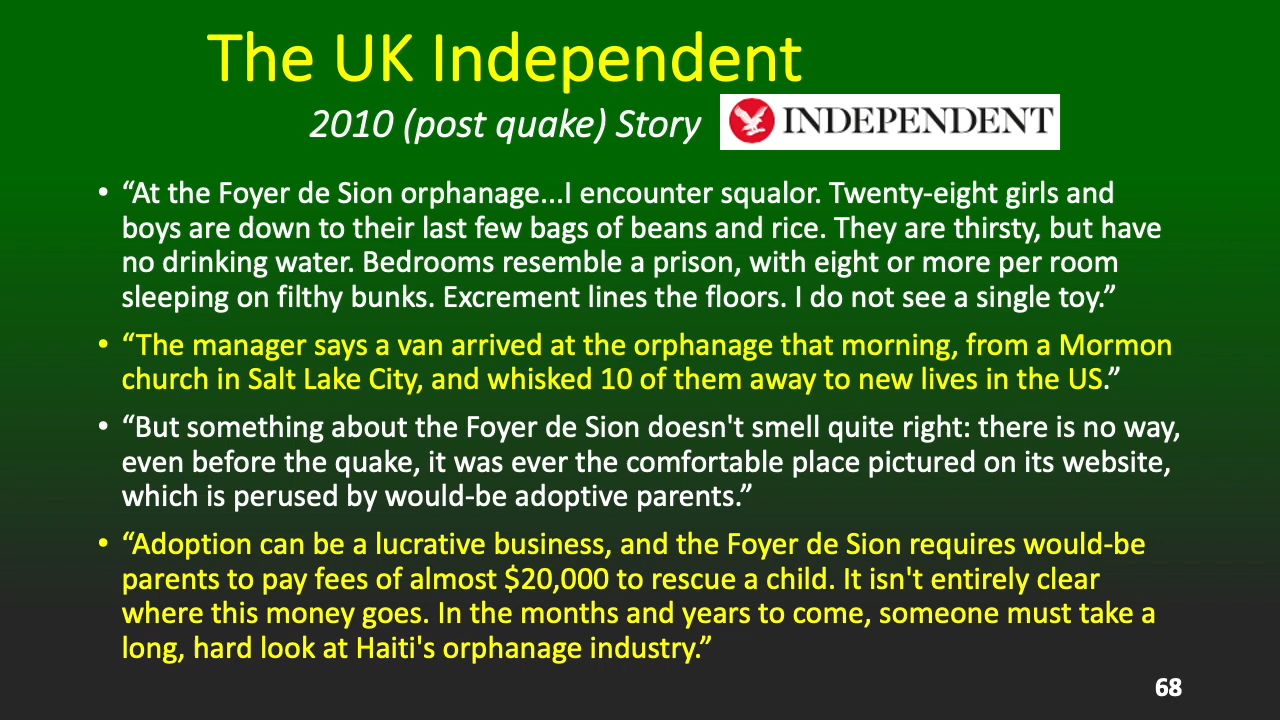 The UK Independent
2010 (post quake) Story
INDEPENDENT
• “At the Foyer de Sion orphanage...I encounter squalor. Twenty-eight girls and
boys are down to their last few bags of beans and rice. They are thirsty, but have
no drinking water. Bedrooms resemble a prison, with eight or more per room
sleeping on filthy bunks. Excrement lines the floors. I do not see a single toy.”
• “The manager says a van arrived at the orphanage that morning, from a Mormon
church in Salt Lake City, and whisked 10 of them away to new lives in the US.”
• “But something about the Foyer de Sion doesn't smell quite right: there is no way,
even before the quake, it was ever the comfortable place pictured on its website,
which is perused by would-be adoptive parents.”
• “Adoption can be a lucrative business, and the Foyer de Sion requires would-be
parents to pay fees of almost $20,000 to rescue a child. It isn't entirely clear
where this money goes. In the months and years to come, someone must take a
long, hard look at Haiti's orphanage industry.”
68